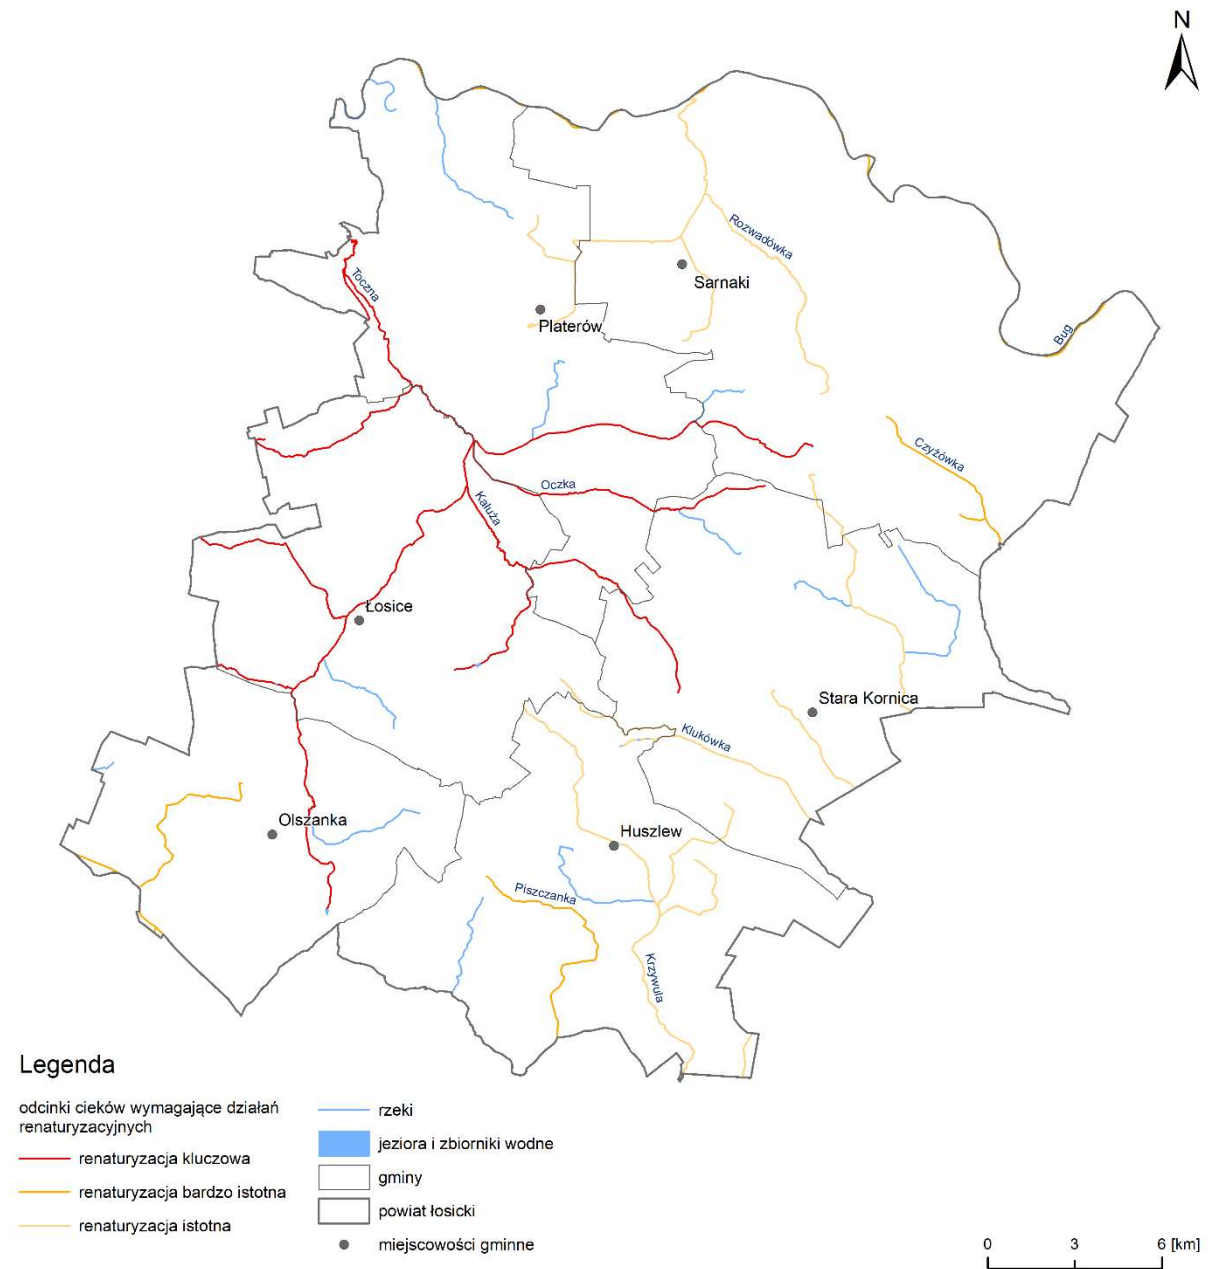 N
Rozwadówka
Sarnaki
Toczna
Platerów
Bug
Czyżówka
Oczka
Kałuża
Łosice
Stara Kornica
Klukówka
Olszanka
Huszlew
Piszczanka
Krzywula
Legenda
odcinki cieków wymagające działań
renaturyzacyjnych
renaturyzacja kluczowa
renaturyzacja bardzo istotna
renaturyzacja istotna
rzeki
jeziora i zbiorniki wodne
gminy
powiat łosicki
miejscowości gminne
0 3 6 [km]